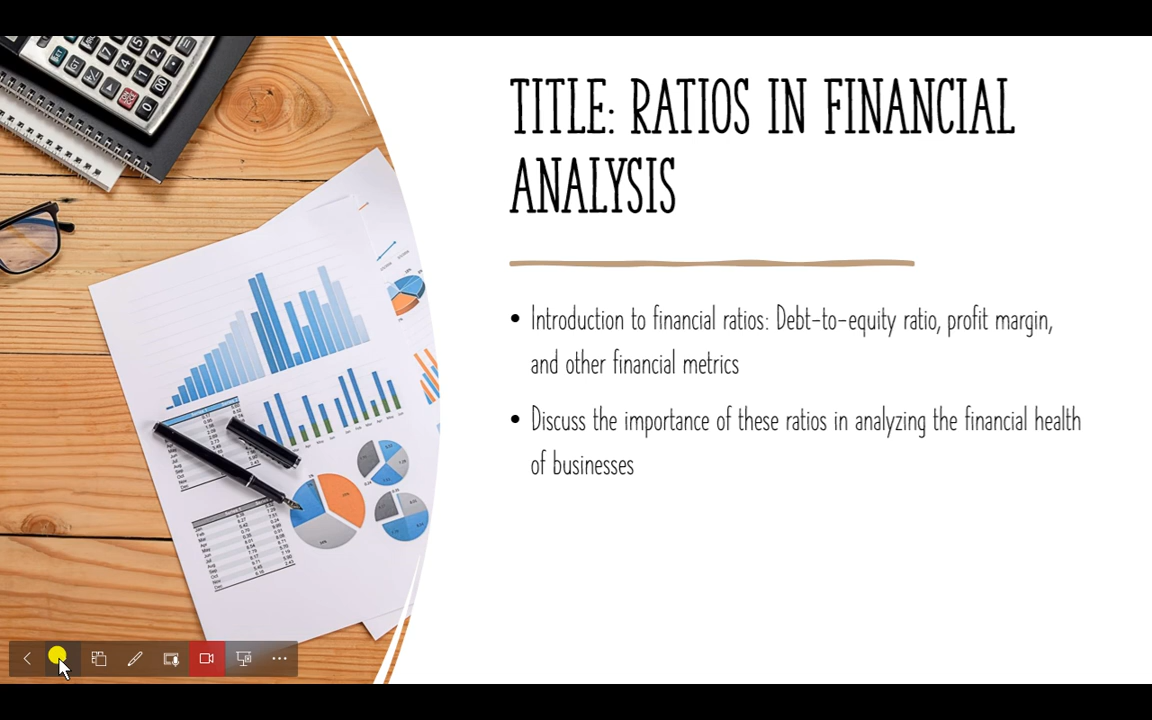 TITLE: RATIOS IN FINANCIAL
ANALYSIS
• Introduction to financial ratios: Debt-to-equity ratio, profit margin,
and other financial metrics
• Discuss the importance of these ratios in analyzing the financial health
of businesses